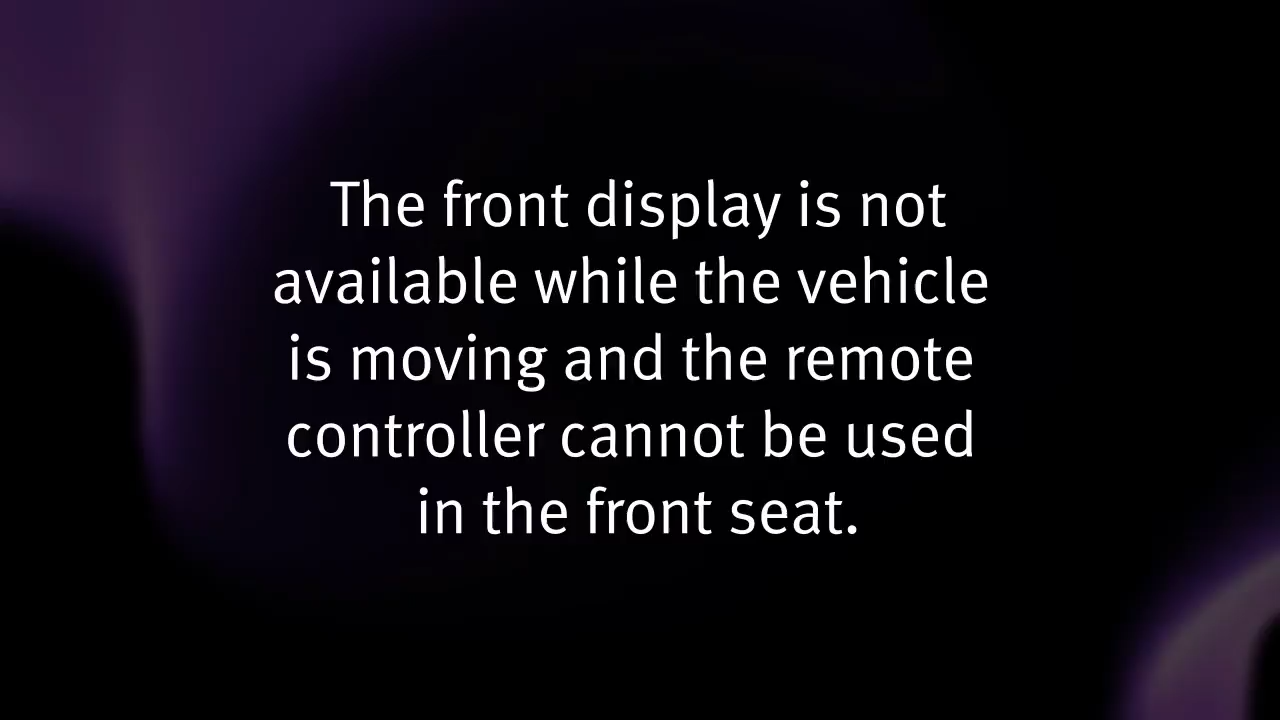 The front display is not
available while the vehicle
is moving and the remote
controller cannot be used
in the front seat.